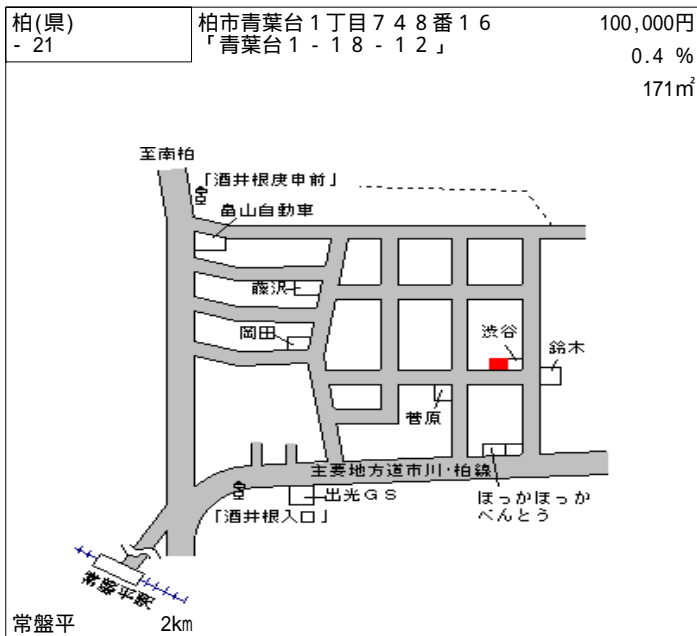 柏(県)
- 21
柏市青葉台1丁目748番16
「青葉台1-18-12」
100,000円
0.4 %
171㎡
至南柏
「酒井根庚申前」
畠山自動車
藤沢
岡田
渋谷
鈴木
菅原
主要地方道市川・柏線
出光GS
「酒井根入口」
ほっかほっか
べんとう
常盤平駅
常盤平 2km